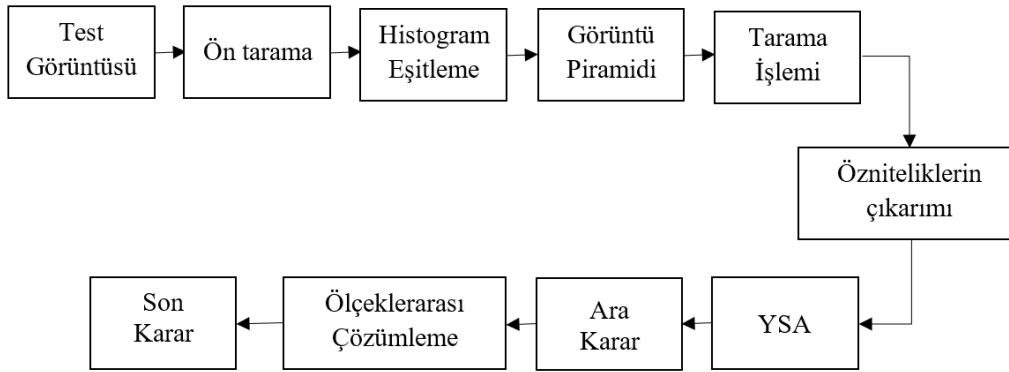 Test
Görüntüsü
Ön tarama
Histogram
Eşitleme
Görüntü
Piramidi
Tarama
İşlemi
Özniteliklerin
çıkarımı
YSA
Ara
Karar
Ölçeklerarası
Çözümleme
Son
Karar